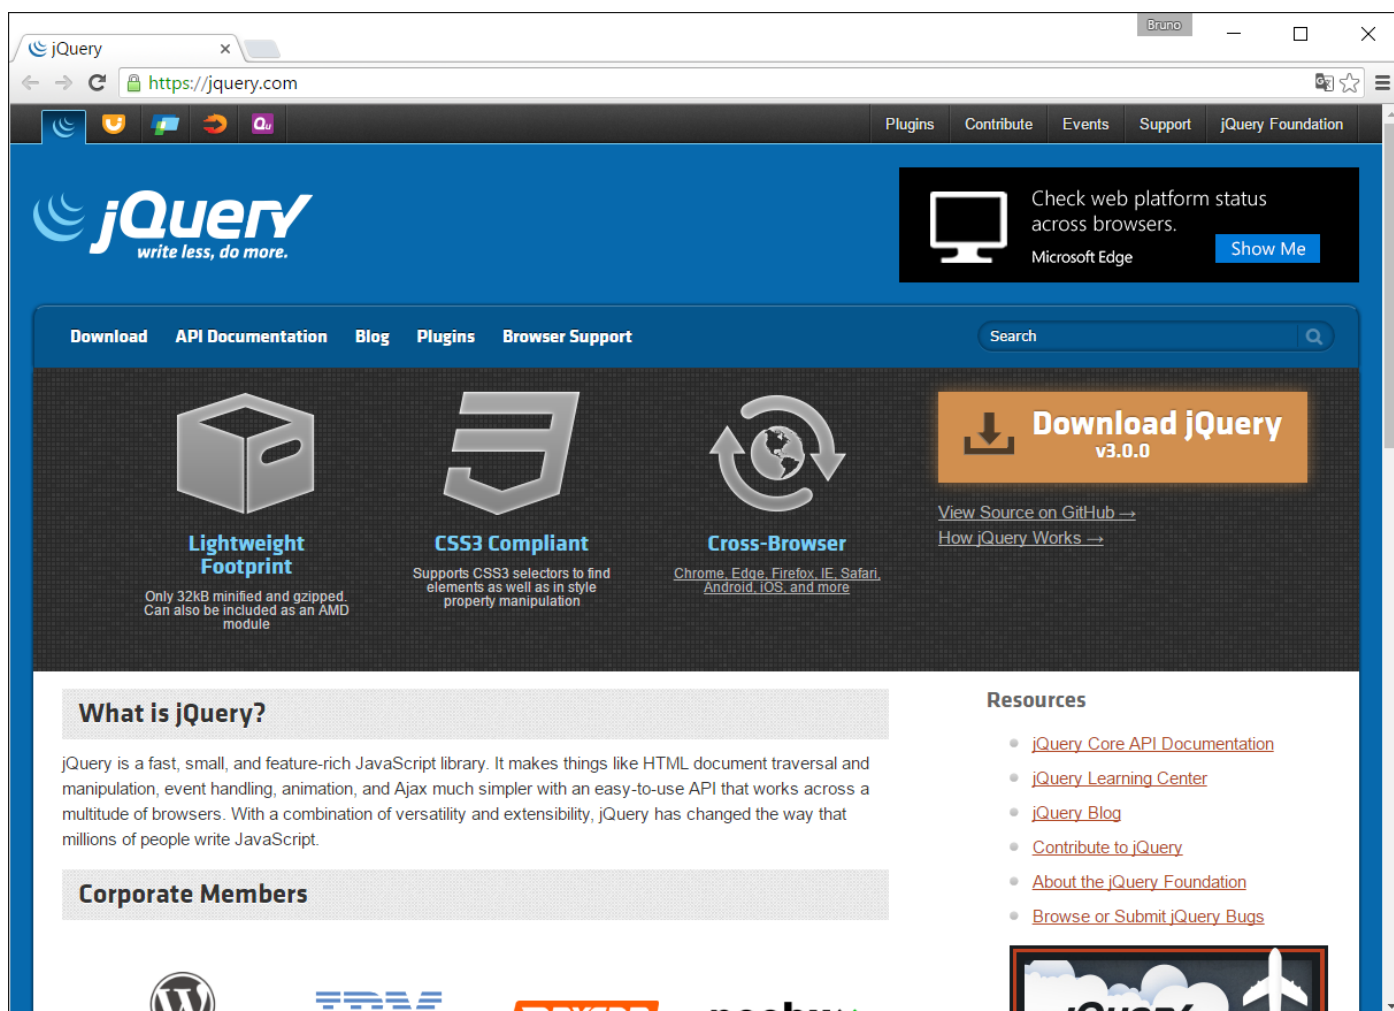 Bruno
jQuery
https://jquery.com
Plugins Contribute Events Support jQuery Foundation
jQuery
write less, do more.
Check web platform status
across browsers.
Microsoft Edge
Show Me
Download API Documentation Blog Plugins Browser Support
Search
Lightweight
Footprint
Only 32kB minified and gzipped.
Can also be included as an AMD
module
CSS3 Compliant
Supports CSS3 selectors to find
elements as well as in style
property manipulation
Cross-Browser
Chrome, Edge, Firefox, IE, Safari,
Android, iOS, and more
Download jQuery
v3.0.0
View Source on GitHub →
How jQuery Works →
What is jQuery?
jQuery is a fast, small, and feature-rich JavaScript library. It makes things like HTML document traversal and
manipulation, event handling, animation, and Ajax much simpler with an easy-to-use API that works across a
multitude of browsers. With a combination of versatility and extensibility, jQuery has changed the way that
millions of people write JavaScript.
Corporate Members
IBM
Resources
jQuery Core API Documentation
jQuery Learning Center
jQuery Blog
Contribute to jQuery
About the jQuery Foundation
Browse or Submit jQuery Bugs
jQuery